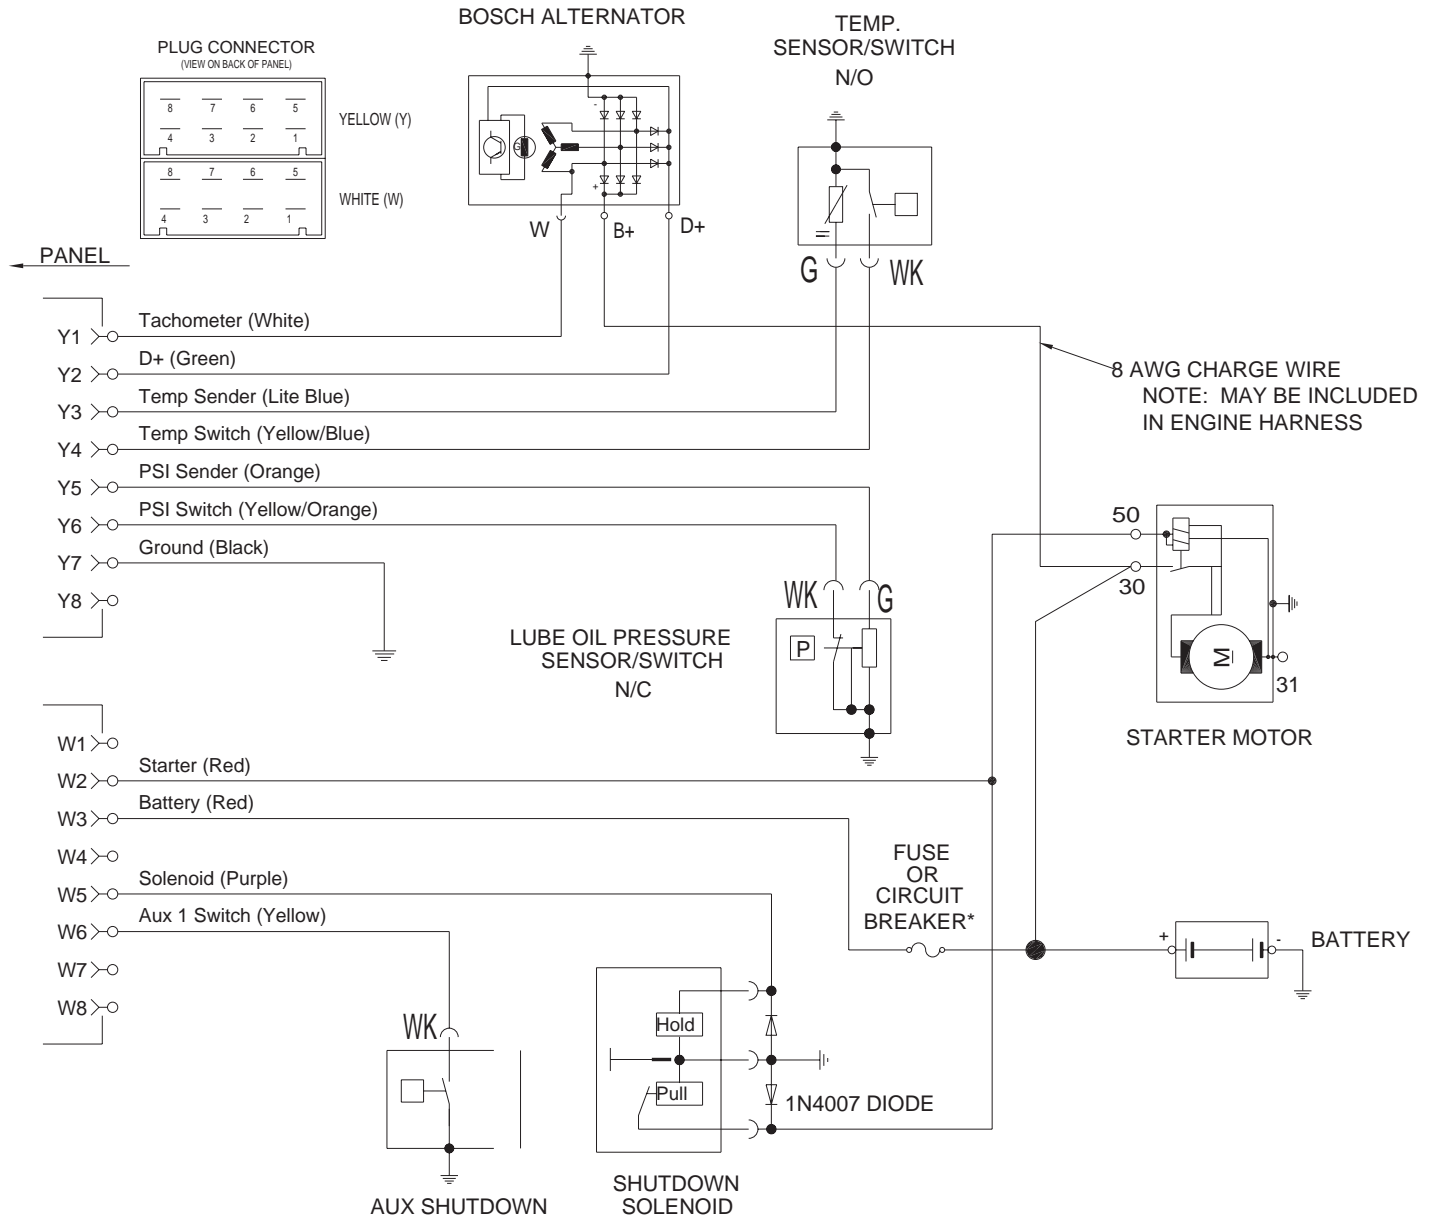 BOSCH ALTERNATOR
TEMP.
SENSOR/SWITCH
N/O
PLUG CONNECTOR
(VIEW ON BACK OF PANEL)
8 7 6 5
4 3 2 1
YELLOW (Y)
8 7 6 5
4 3 2 1
WHITE (W)
-
G
+
W
B+
D+
=
G
WK
PANEL
Y1
Tachometer (White)
Y2
D+ (Green)
Y3
Temp Sender (Lite Blue)
Y4
Temp Switch (Yellow/Blue)
Y5
PSI Sender (Orange)
Y6
PSI Switch (Yellow/Orange)
Y7
Ground (Black)
Y8
8 AWG CHARGE WIRE
NOTE: MAY BE INCLUDED
IN ENGINE HARNESS
50
30
M
31
STARTER MOTOR
WK
G
P
LUBE OIL PRESSURE
SENSOR/SWITCH
N/C
W1
W2
Starter (Red)
W3
Battery (Red)
W4
W5
Solenoid (Purple)
W6
Aux 1 Switch (Yellow)
W7
W8
FUSE
OR
CIRCUIT
BREAKER*
+
-
BATTERY
WK
AUX SHUTDOWN
Hold
Pull
1N4007 DIODE
SHUTDOWN
SOLENOID